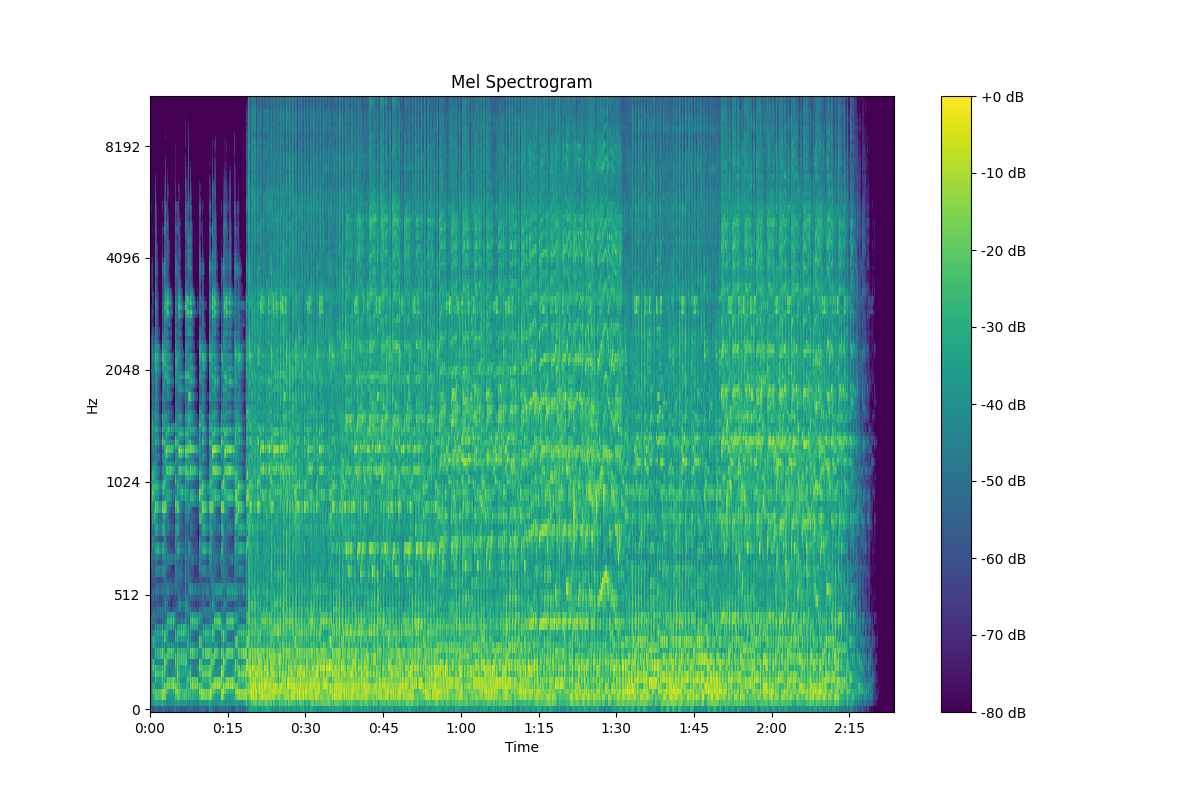 Mel Spectrogram
+0 dB
8192
-10 dB
-20 dB
4096
-30 dB
2048
-40 dB
Hz
1024
-50 dB
-60 dB
512
-70 dB
0
-80 dB
0:00 0:15 0:30 0:45 1:00 1:15 1:30 1:45 2:00 2:15
Time